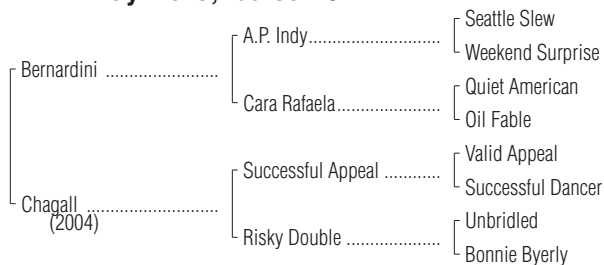 Seattle Slew
A.P. Indy
Weekend Surprise
Bernardini
Quiet American
Cara Rafaela
Oil Fable
Valid Appeal
Successful Appeal
Successful Dancer
Chagall
(2004)
Unbridled
Risky Double
Bonnie Byerly